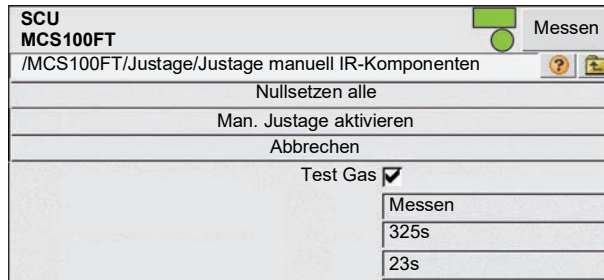 SCU
MCS100FT
Messen
/MCS100FT/Justage/Justage manuell IR-Komponenten
?
Nullsetzen alle
Man. Justage aktivieren
Abbrechen
Test Gas
Messen
325s
23s